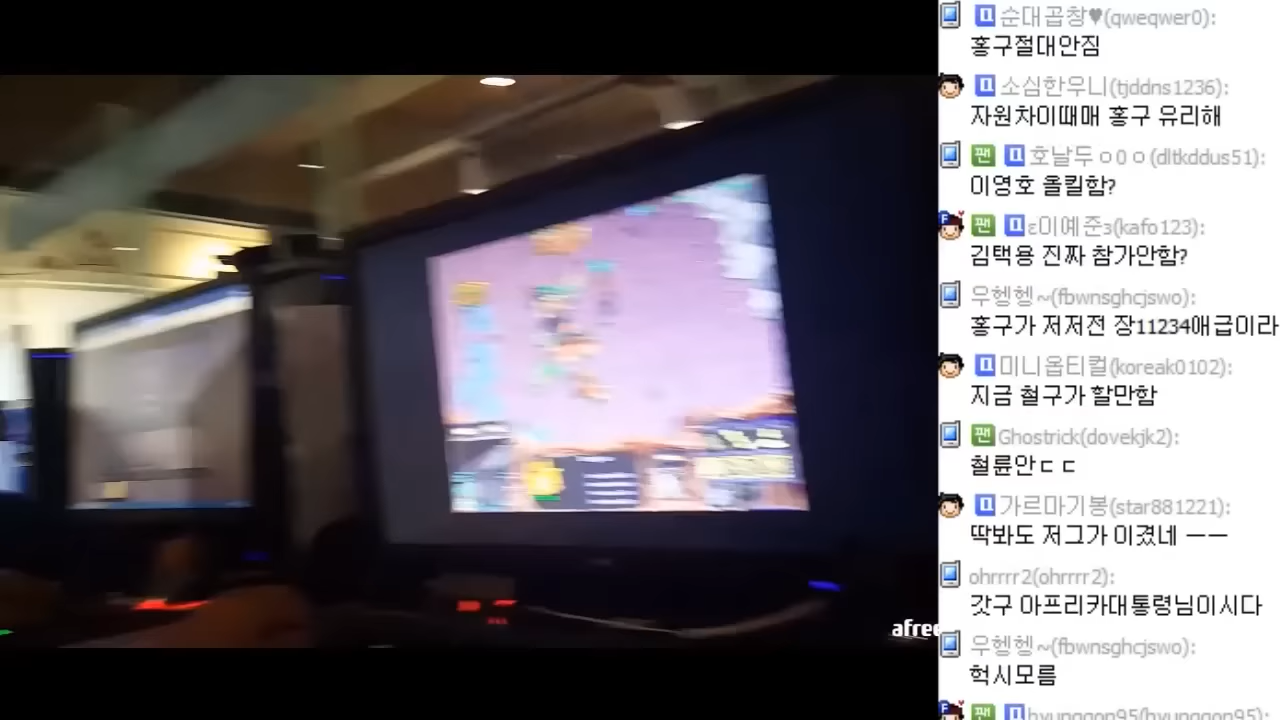 순대곱창♥(qweqwer0):
홍구절대안짐
소심한우니(tjddns1236):
자원차이때매 홍구 유리해
팬 호날두ㅇ0ㅇ(dltkddus51):
이영호 올킬함?
팬 ε이예준з(kafo123):
김택용 진짜 참가안함?
우헹헹~(fbwnsghcjswo):
홍구가 저저전 장11234애급이라
미니옵티컬(koreak0102):
지금 철구가 할만함
팬 Ghostrick(dovekjk2):
철륜안ㄷㄷ
가르마기봉(star881221):
딱봐도 저그가 이겼네 ㅡㅡ
ohrrrr2(ohrrrr2):
갓구 아프리카대통령님이시다
우헹헹~(fbwnsghcjswo):
헉시모름
팬 hyunggon95(hyunggon95):
afree